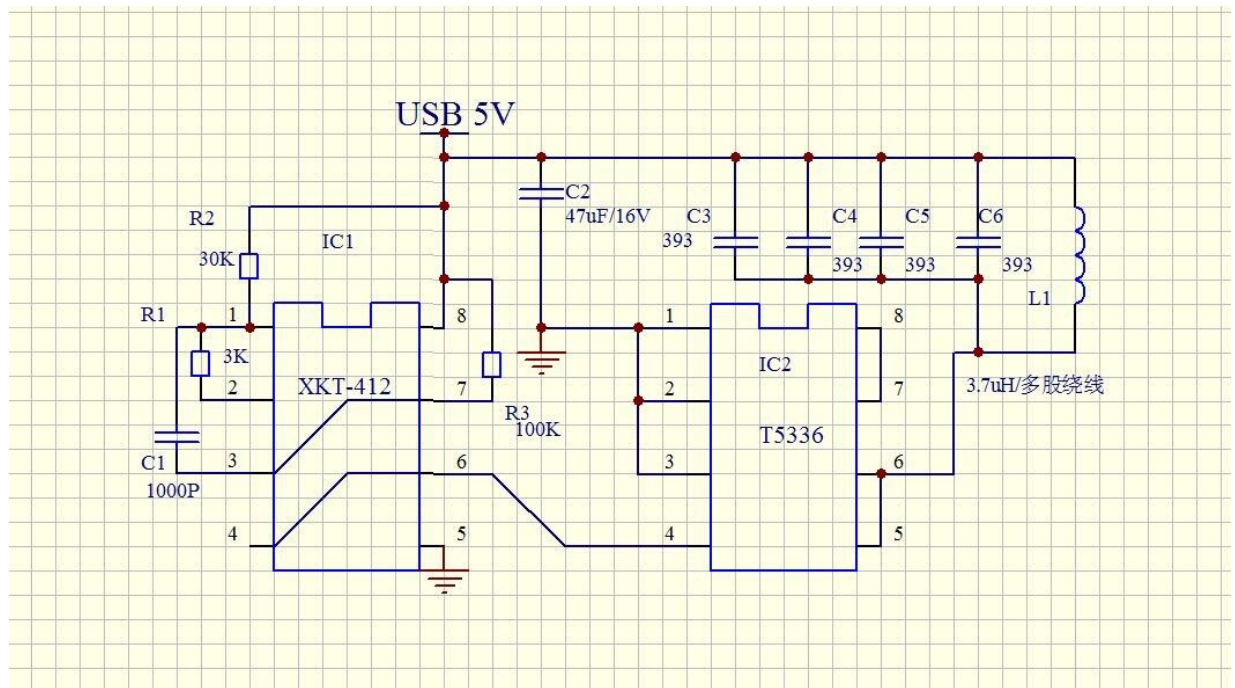 USB 5V
R2
30K
IC1
C2
47uF/16V
C3
393
C4
393
C5
393
C6
393
L1
3.7uH/多股绕线
R1
3K
C1
1000P
1
2
3
4
XKT-412
8
7
6
5
R3
100K
1
2
3
4
IC2
T5336
8
7
6
5